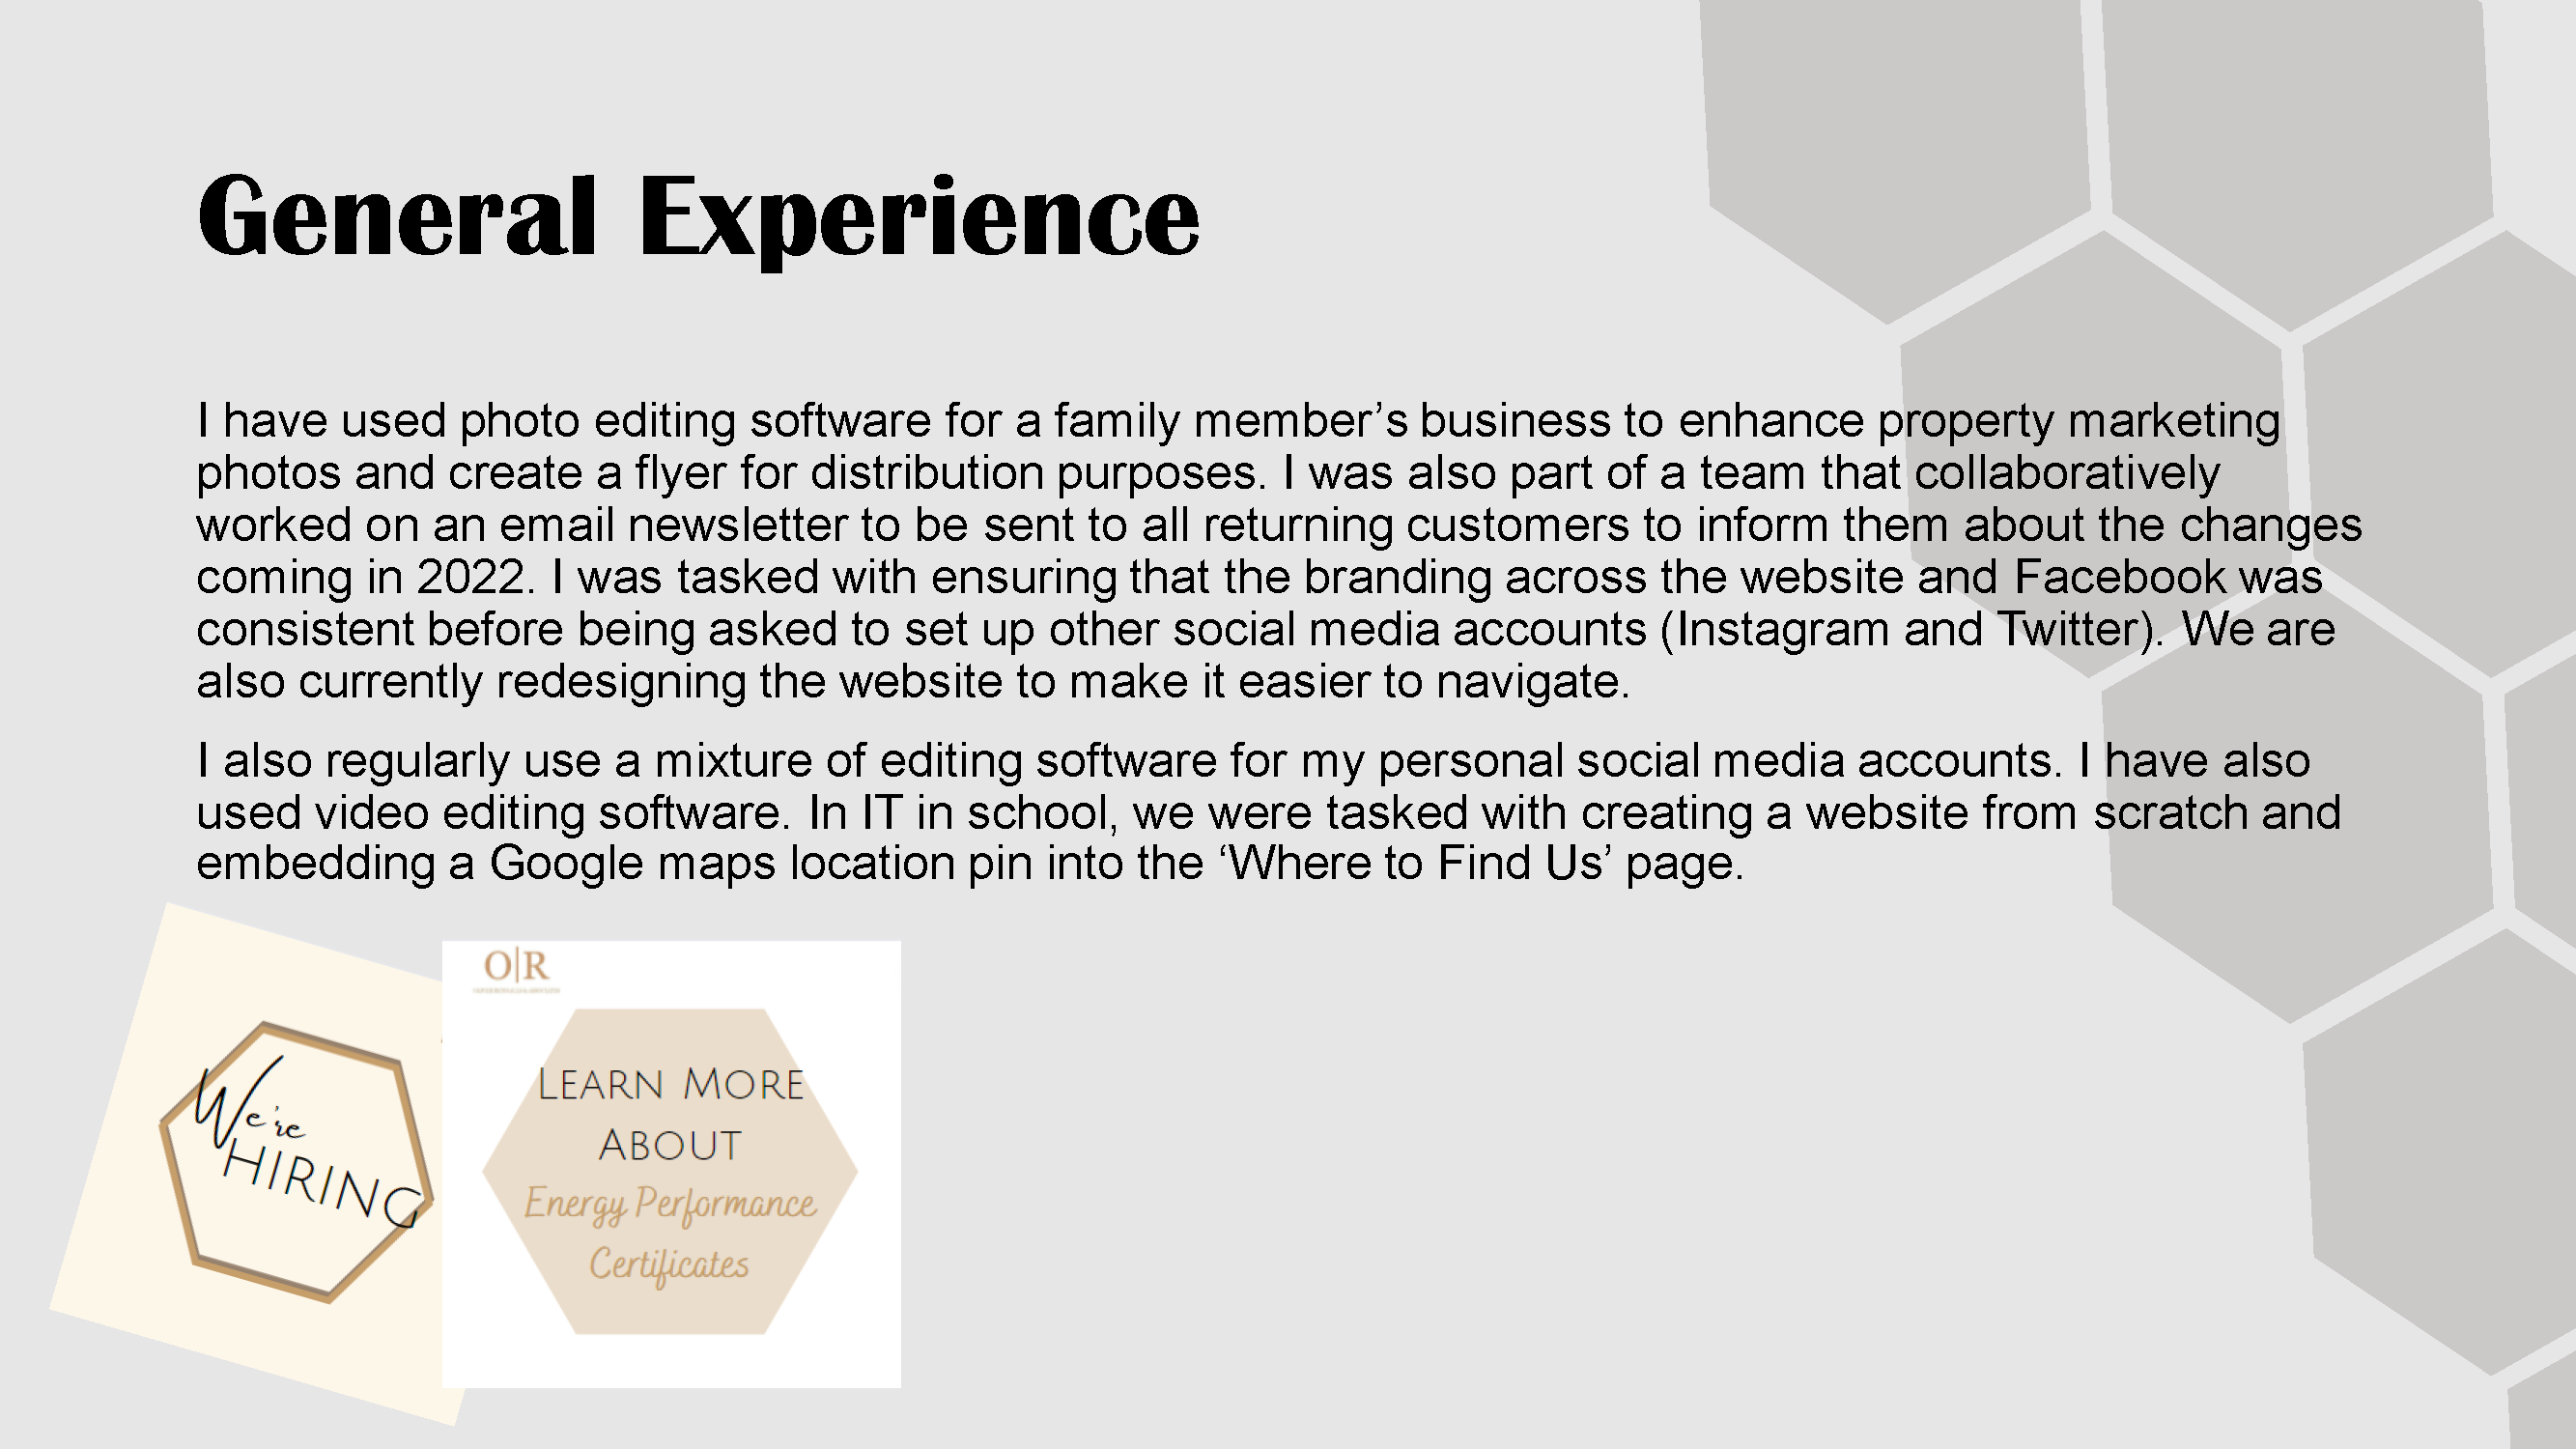 General Experience
I have used photo editing software for a family member’s business to enhance property marketing
photos and create a flyer for distribution purposes. I was also part of a team that collaboratively
worked on an email newsletter to be sent to all returning customers to inform them about the changes
coming in 2022. I was tasked with ensuring that the branding across the website and Facebook was
consistent before being asked to set up other social media accounts (Instagram and Twitter). We are
also currently redesigning the website to make it easier to navigate.
I also regularly use a mixture of editing software for my personal social media accounts. I have also
used video editing software. In IT in school, we were tasked with creating a website from scratch and
embedding a Google maps location pin into the ‘Where to Find Us’ page.
We're
HIRING
O|R
LEARN MORE
ABOUT
Energy Performance
Certificates